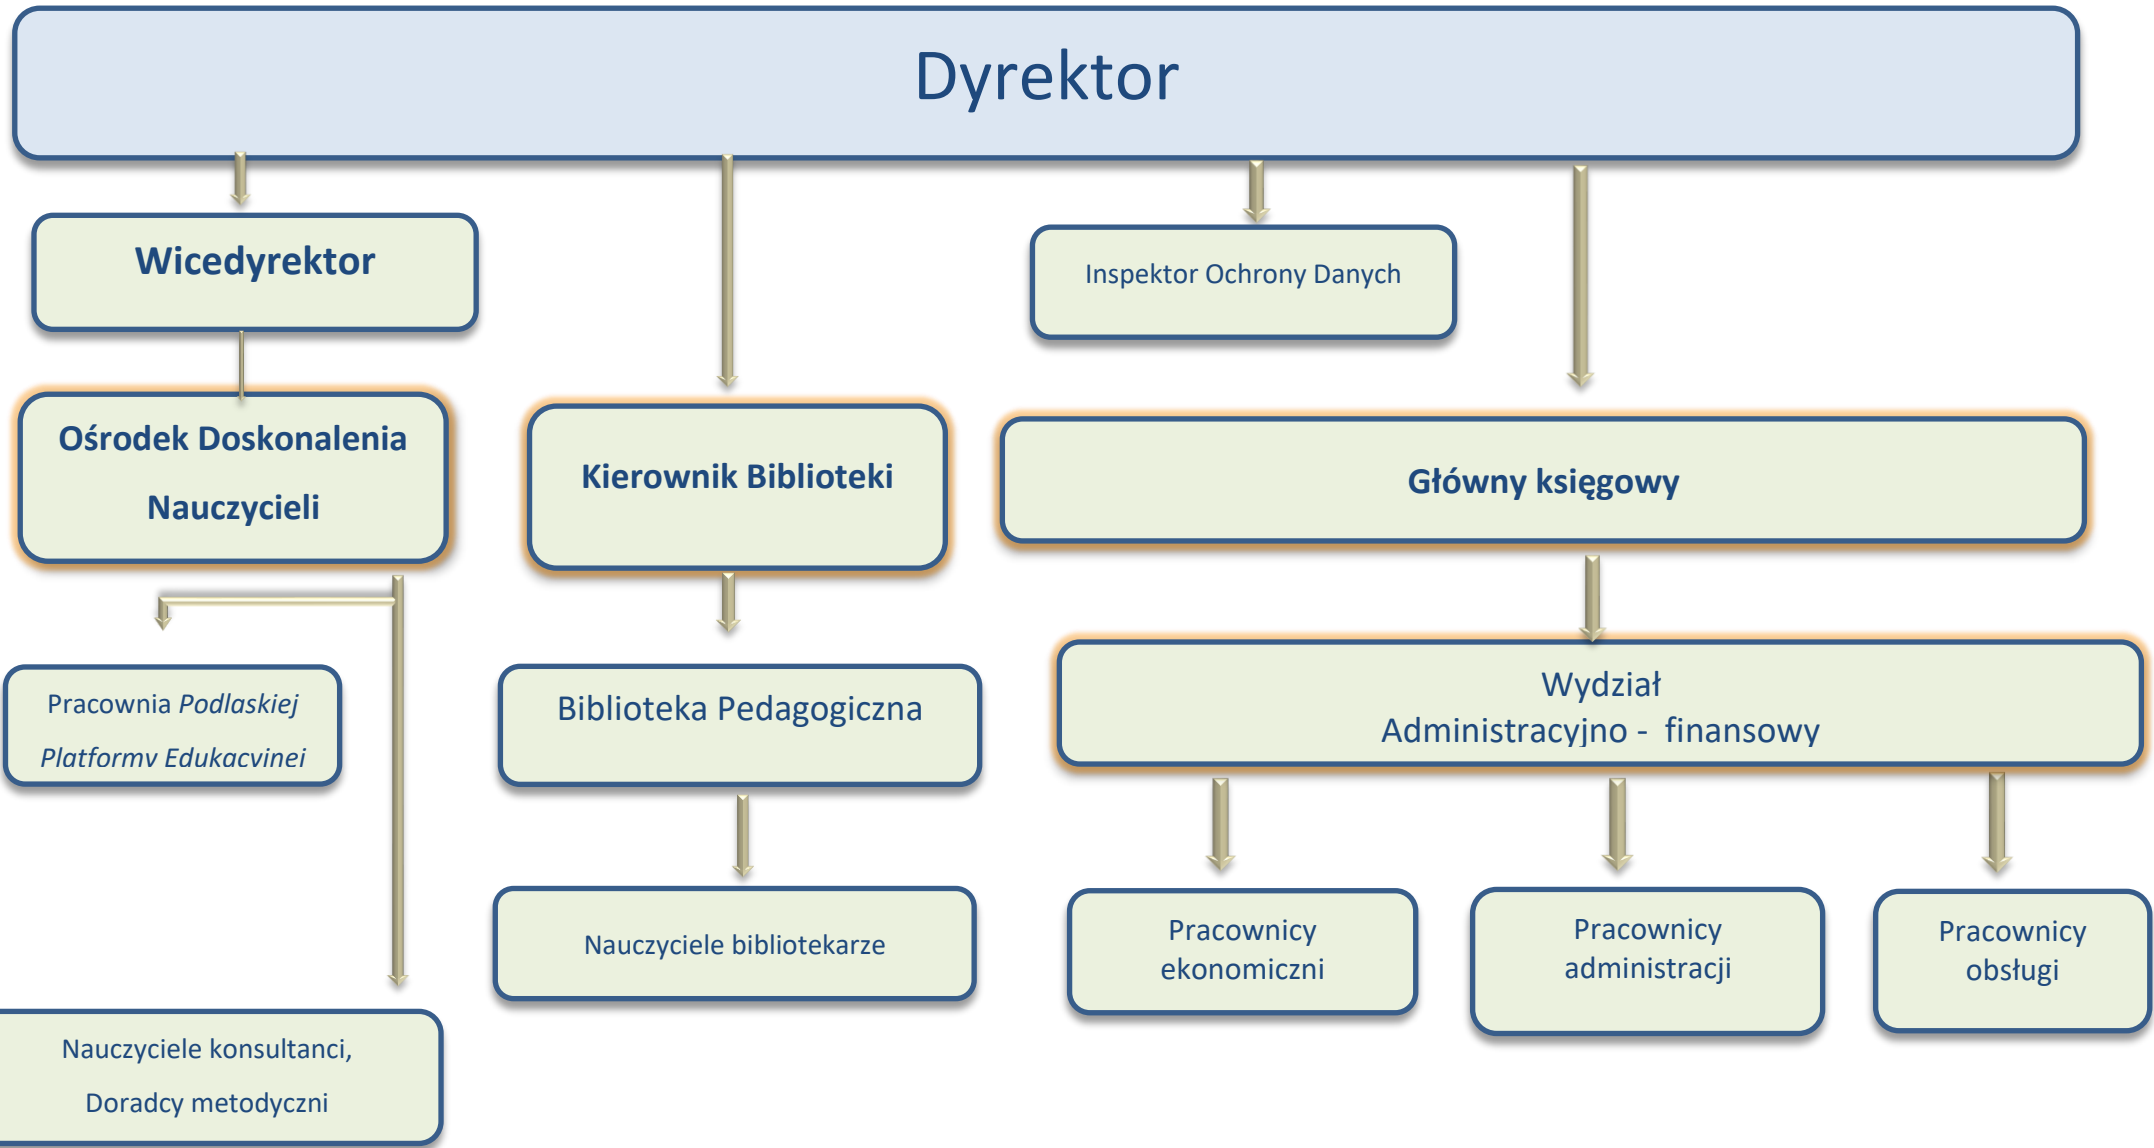 Dyrektor
Wicedyrektor
Inspektor Ochrony Danych
Ośrodek Doskonalenia
Nauczycieli
Kierownik Biblioteki
Główny księgowy
Pracownia Podlaskiej
Platformy Edukacyjnej
Biblioteka Pedagogiczna
Wydział
Administracyjno - finansowy
Nauczyciele bibliotekarze
Pracownicy
ekonomiczni
Pracownicy
administracji
Pracownicy
obsługi
Nauczyciele konsultanci,
Doradcy metodyczni